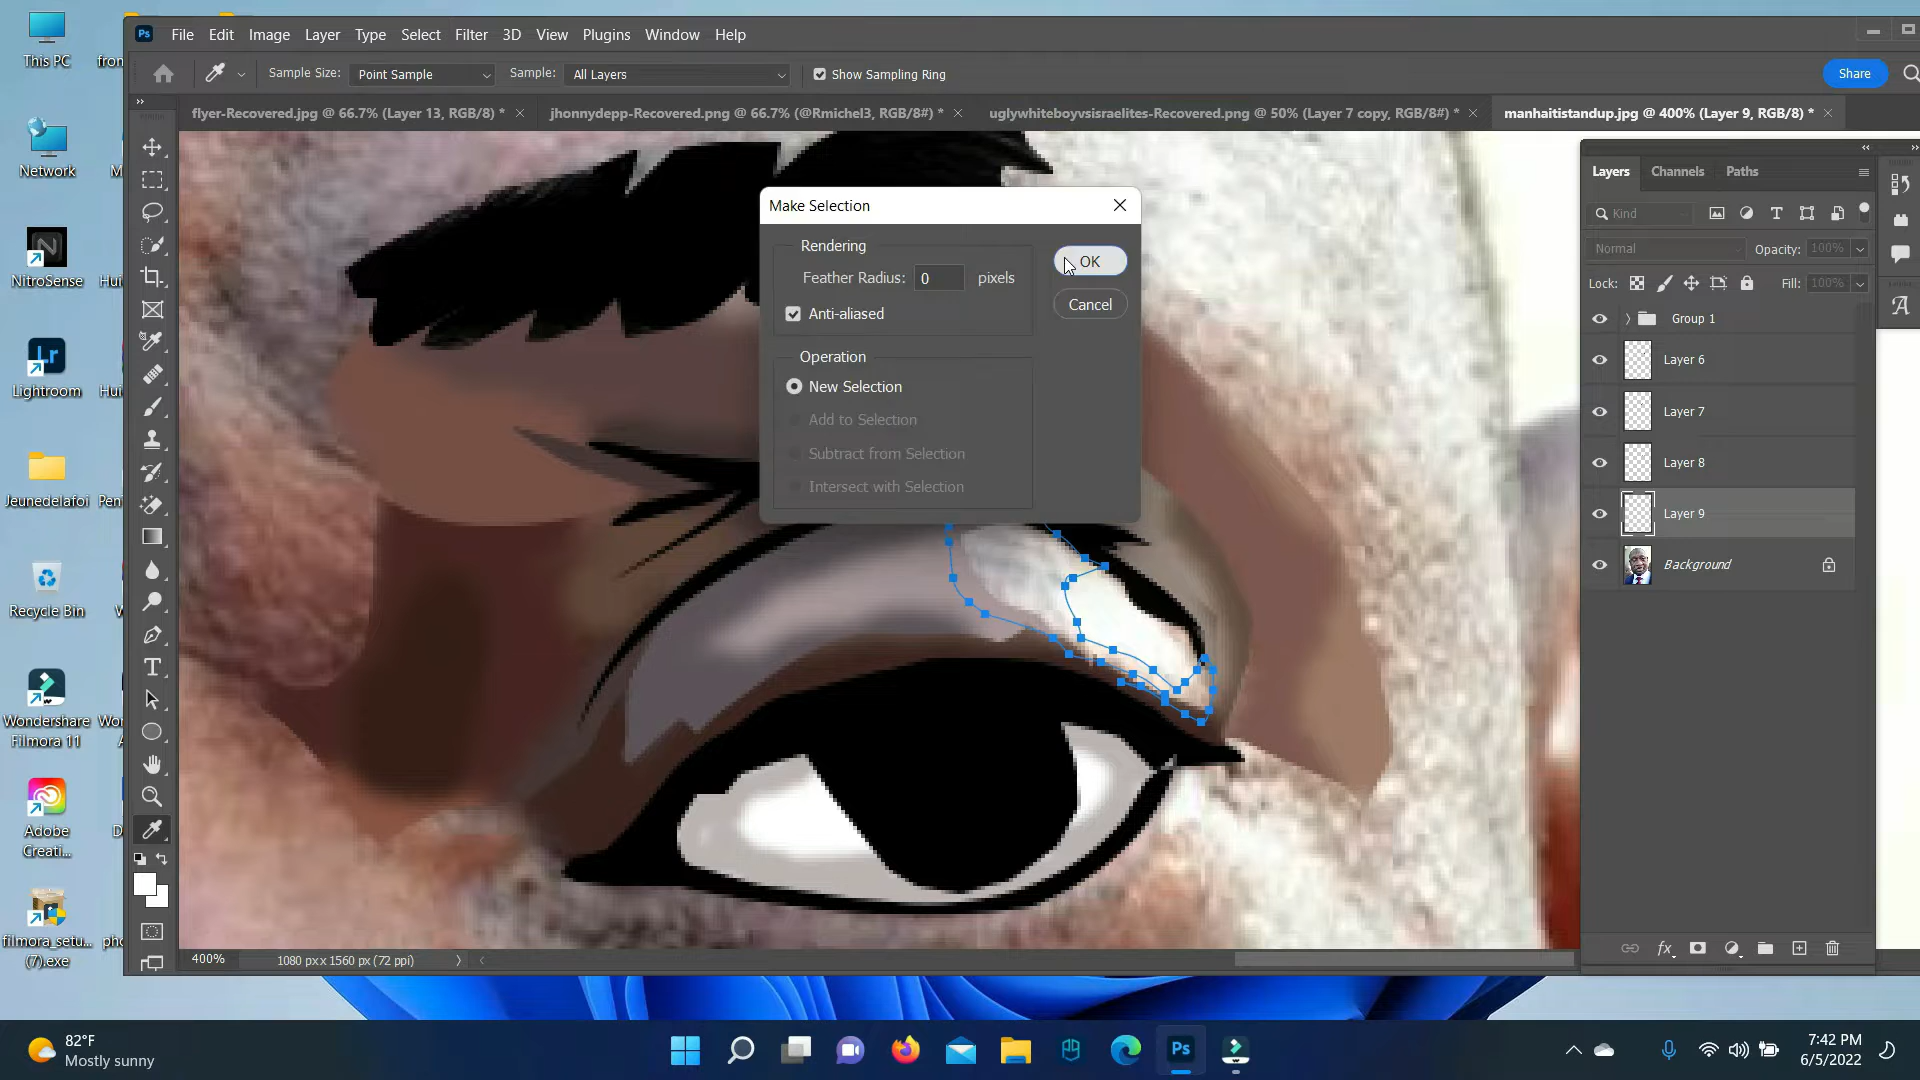 This PC
Network
NitroSense
Lightroom
Jeunedelafoi
Recycle Bin
Wondershare
Filmora 11
Adobe
Creati...
filmora_setu...
(7).exe
Ps
File Edit Image Layer Type Select Filter 3D View Plugins Window Help
Sample Size: Point Sample Sample: All Layers Show Sampling Ring Share
flyer-Recovered.jpg @ 66.7% (Layer 13, RGB/8) * jhonnydepp-Recovered.png @ 66.7% (@Rmichel3, RGB/8#) * uglywhiteboyvsisraelites-Recovered.png @ 50% (Layer 7 copy, RGB/8#) * manhaitistandup.jpg @ 400% (Layer 9, RGB/8) *
Make Selection
Rendering
Feather Radius: 0 pixels
Anti-aliased
OK
Cancel
Operation
New Selection
Add to Selection
Subtract from Selection
Intersect with Selection
Layers Channels Paths
Kind
Normal Opacity: 100%
Lock: Fill: 100%
Group 1
Layer 6
Layer 7
Layer 8
Layer 9
Background
fx
400% 1080 px x 1560 px (72 ppi)
82°F
Mostly sunny
Ps
7:42 PM
6/5/2022